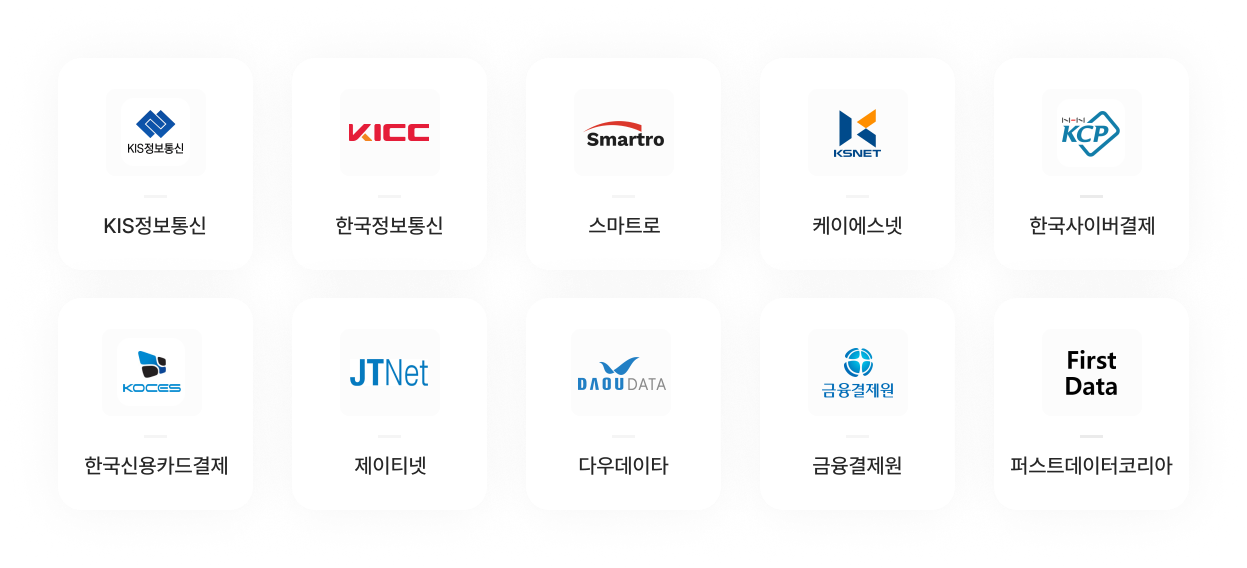 KIS정보통신
KIS정보통신
KICC
한국정보통신
Smartro
스마트로
KSNET
케이에스넷
NHN
KCP
한국사이버결제
KOCES
한국신용카드결제
JTNet
제이티넷
DAOU DATA
다우데이타
금융결제원
금융결제원
First
Data
퍼스트데이터코리아